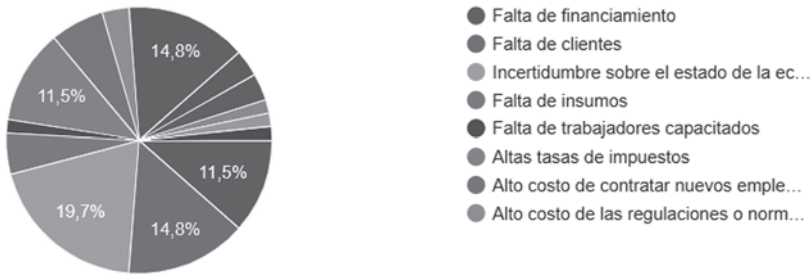 14,8%
11,5%
11,5%
19,7%
14,8%
Falta de financiamiento
Falta de clientes
Incertidumbre sobre el estado de la ec...
Falta de insumos
Falta de trabajadores capacitados
Altas tasas de impuestos
Alto costo de contratar nuevos emple...
Alto costo de las regulaciones o norm...